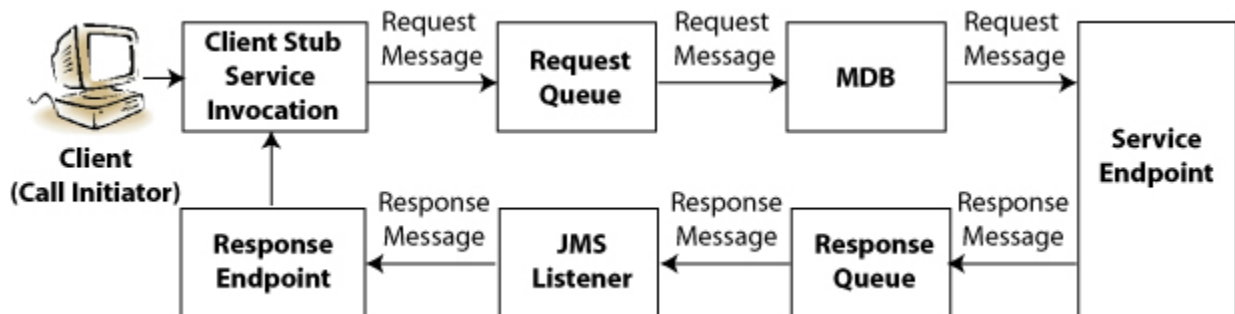 Client Stub
Service
Invocation
Request
Message
Request
Queue
Request
Message
MDB
Request
Message
Service
Endpoint
Client
(Call Initiator)
Response
Endpoint
Response
Message
JMS
Listener
Response
Message
Response
Queue
Response
Message